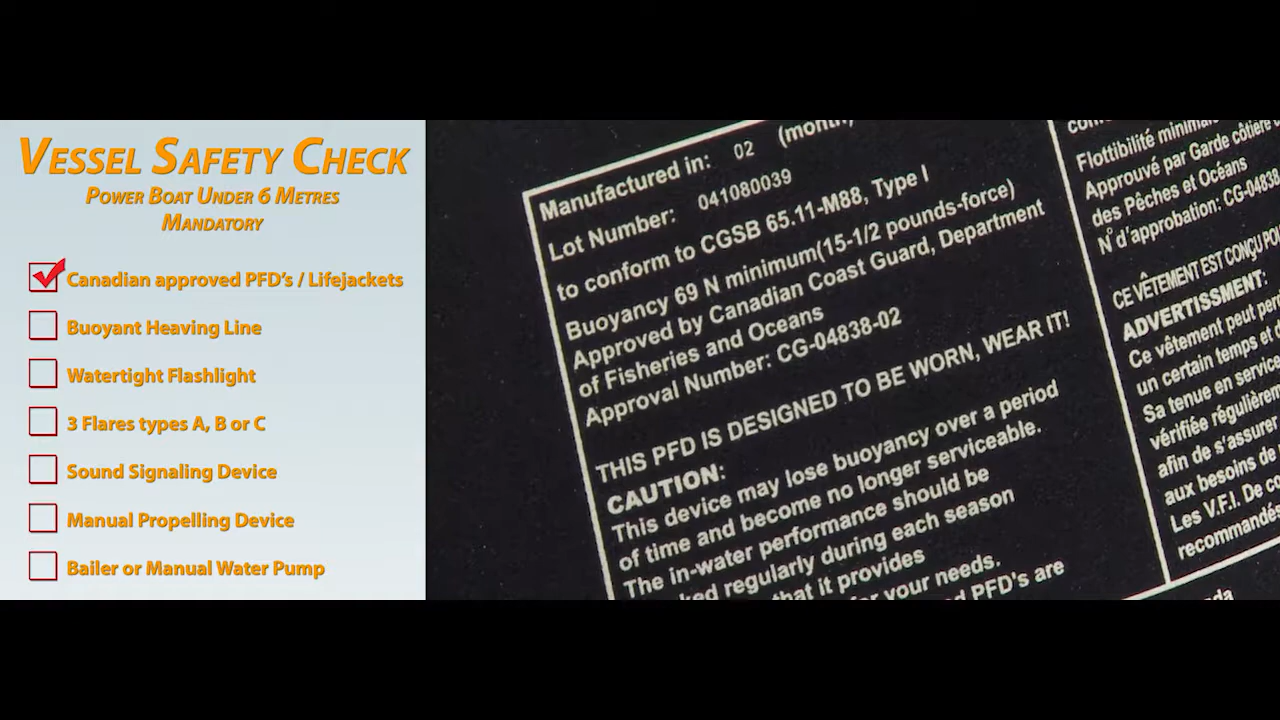 VESSEL SAFETY CHECK
POWER BOAT UNDER 6 METRES
MANDATORY
Canadian approved PFD's / Lifejackets
Buoyant Heaving Line
Watertight Flashlight
3 Flares types A, B or C
Sound Signaling Device
Manual Propelling Device
Bailer or Manual Water Pump
Manufactured in: 02 (month)
Lot Number: 041080039
to conform to CGSB 65.11-M88, Type I
Buoyancy 69 N minimum(15-1/2 pounds-force)
Approved by Canadian Coast Guard, Department
of Fisheries and Oceans
Approval Number: CG-04838-02
THIS PFD IS DESIGNED TO BE WORN, WEAR IT!
CAUTION:
This device may lose buoyancy over a period
of time and become no longer serviceable.
The in-water performance should be
regularly during each season
that it provides
for your needs.
PFD's are
Flottibilité
Approuvé par Garde côtière
des Pêches et Océans
N° d'approbation: CG-04838
CE VÊTEMENT EST CONÇU
ADVERTISSMENT:
Ce vêtement peut
un certain temps et
Sa tenue en service
vérifiée
afin de s'assurer
aux besoins de
Les V.F.I. De